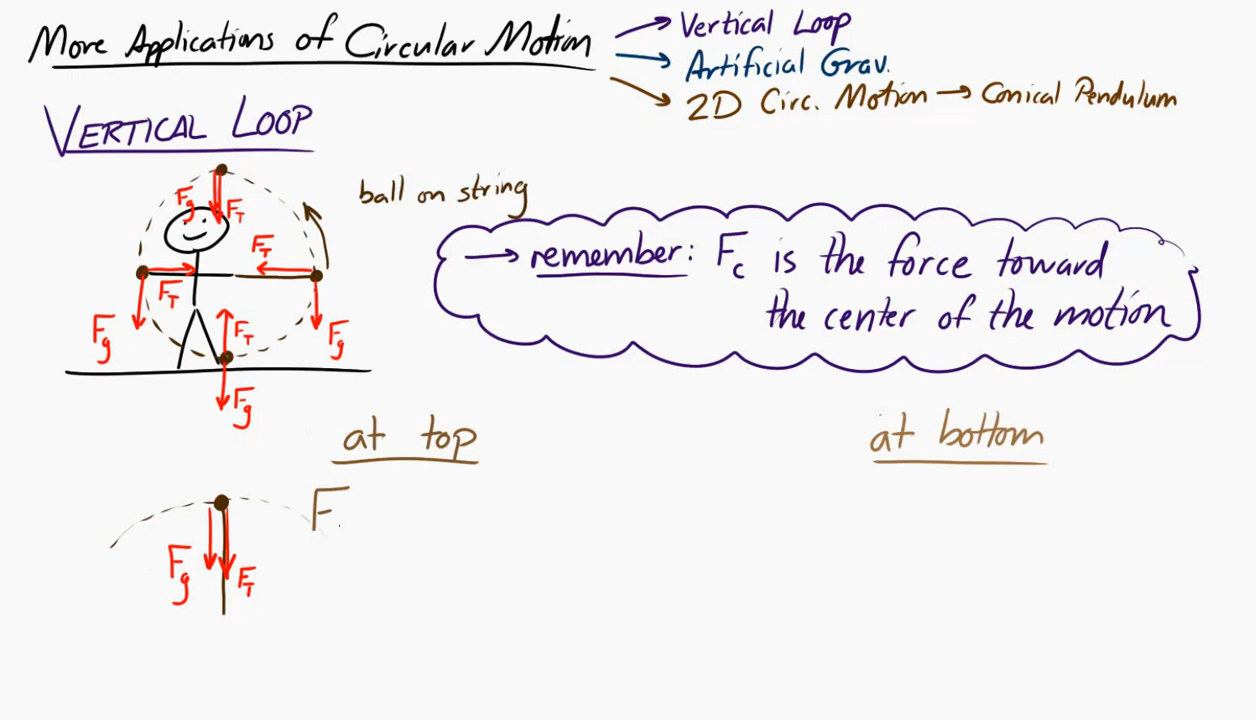 More Applications of Circular Motion
→ Vertical Loop
→ Artificial Grav.
→ 2D Circ. Motion → Conical Pendulum
VERTICAL LOOP
ball on string
Fg FT
FT
FT
Fg FT Fg
Fg
→ remember: Fc is the force toward
the center of the motion
at top
at bottom
F
Fg FT